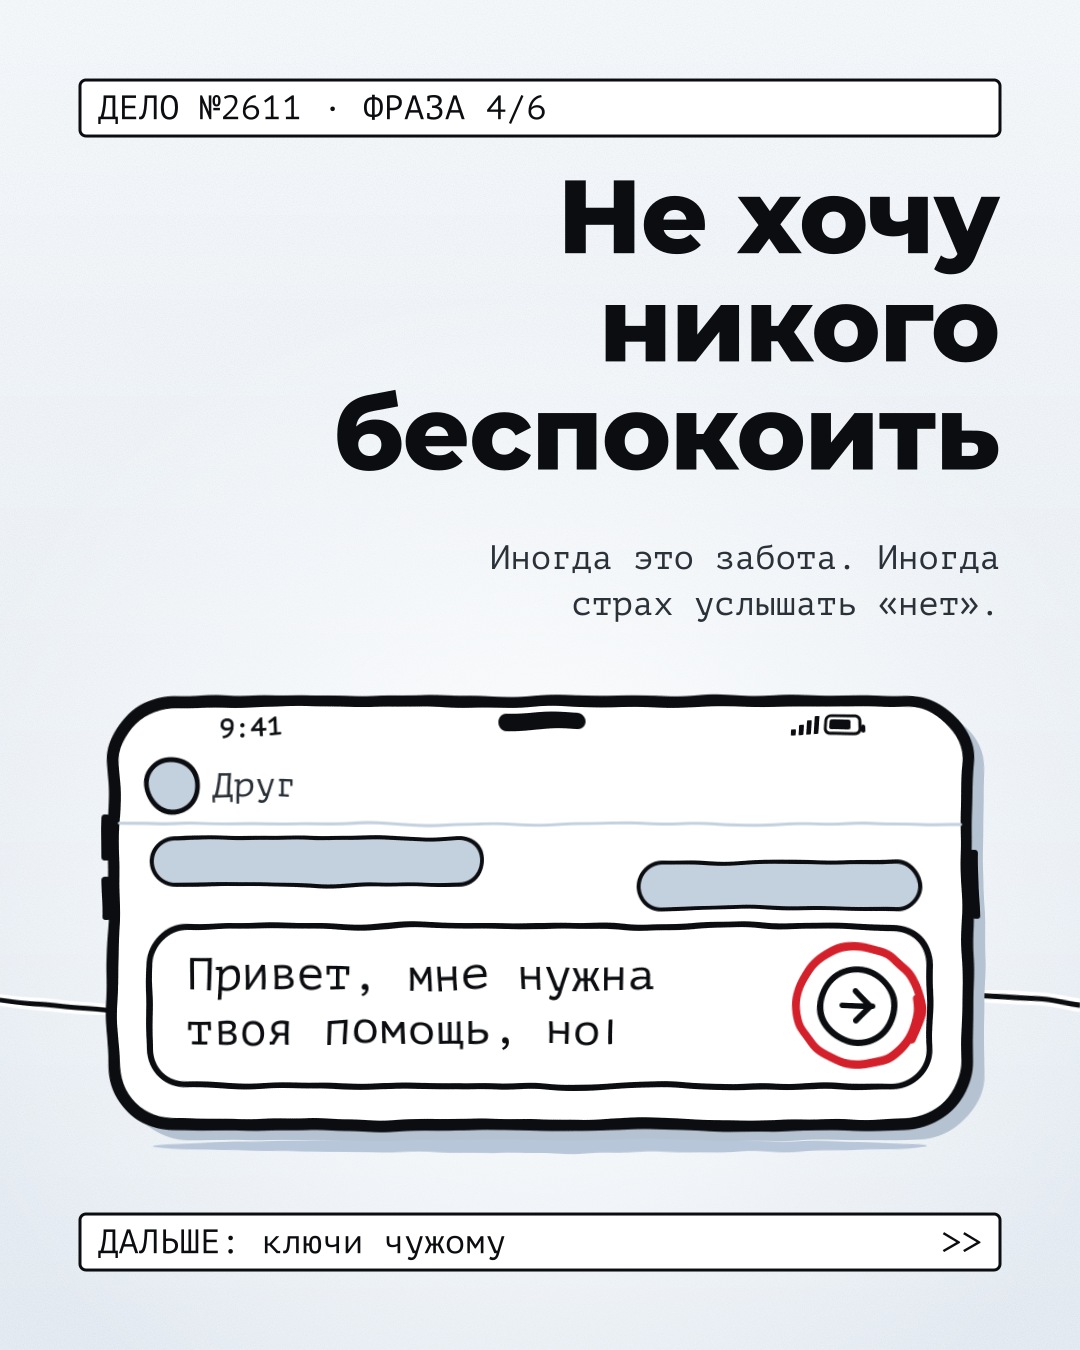 ДЕЛО №2611 · ФРАЗА 4/6
Не хочу
никого
беспокоить
Иногда это забота. Иногда
страх услышать «нет».
9:41
Друг
Привет, мне нужна
твоя помощь, но
ДАЛЬШЕ: ключи чужому >>